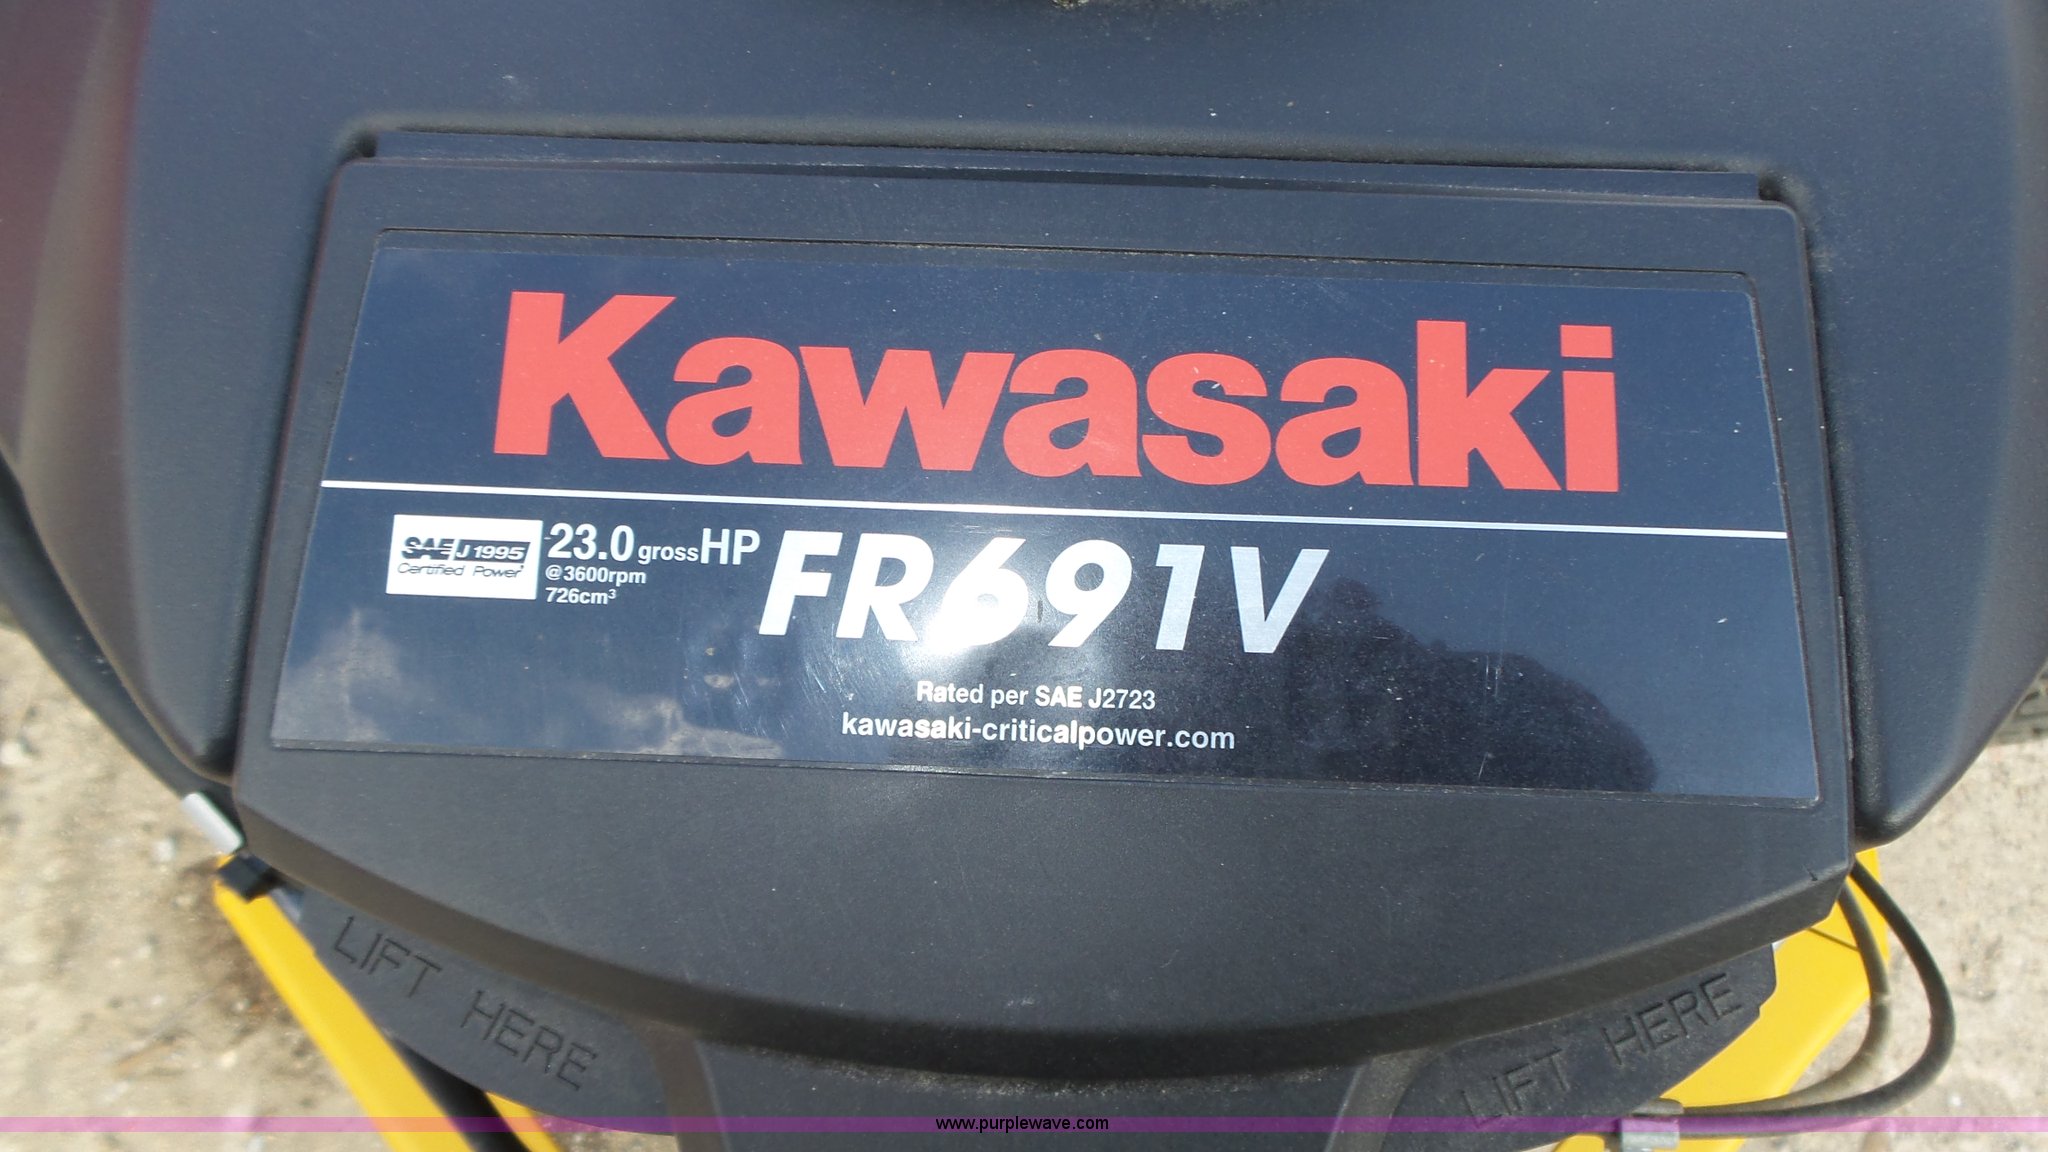 Kawasaki
SAE J1995
Certified Power
23.0 gross HP
@3600rpm
726cm³
FR691V
Rated per SAE J2723
kawasaki-criticalpower.com
LIFT HERE
LIFT HERE
www.purplewave.com